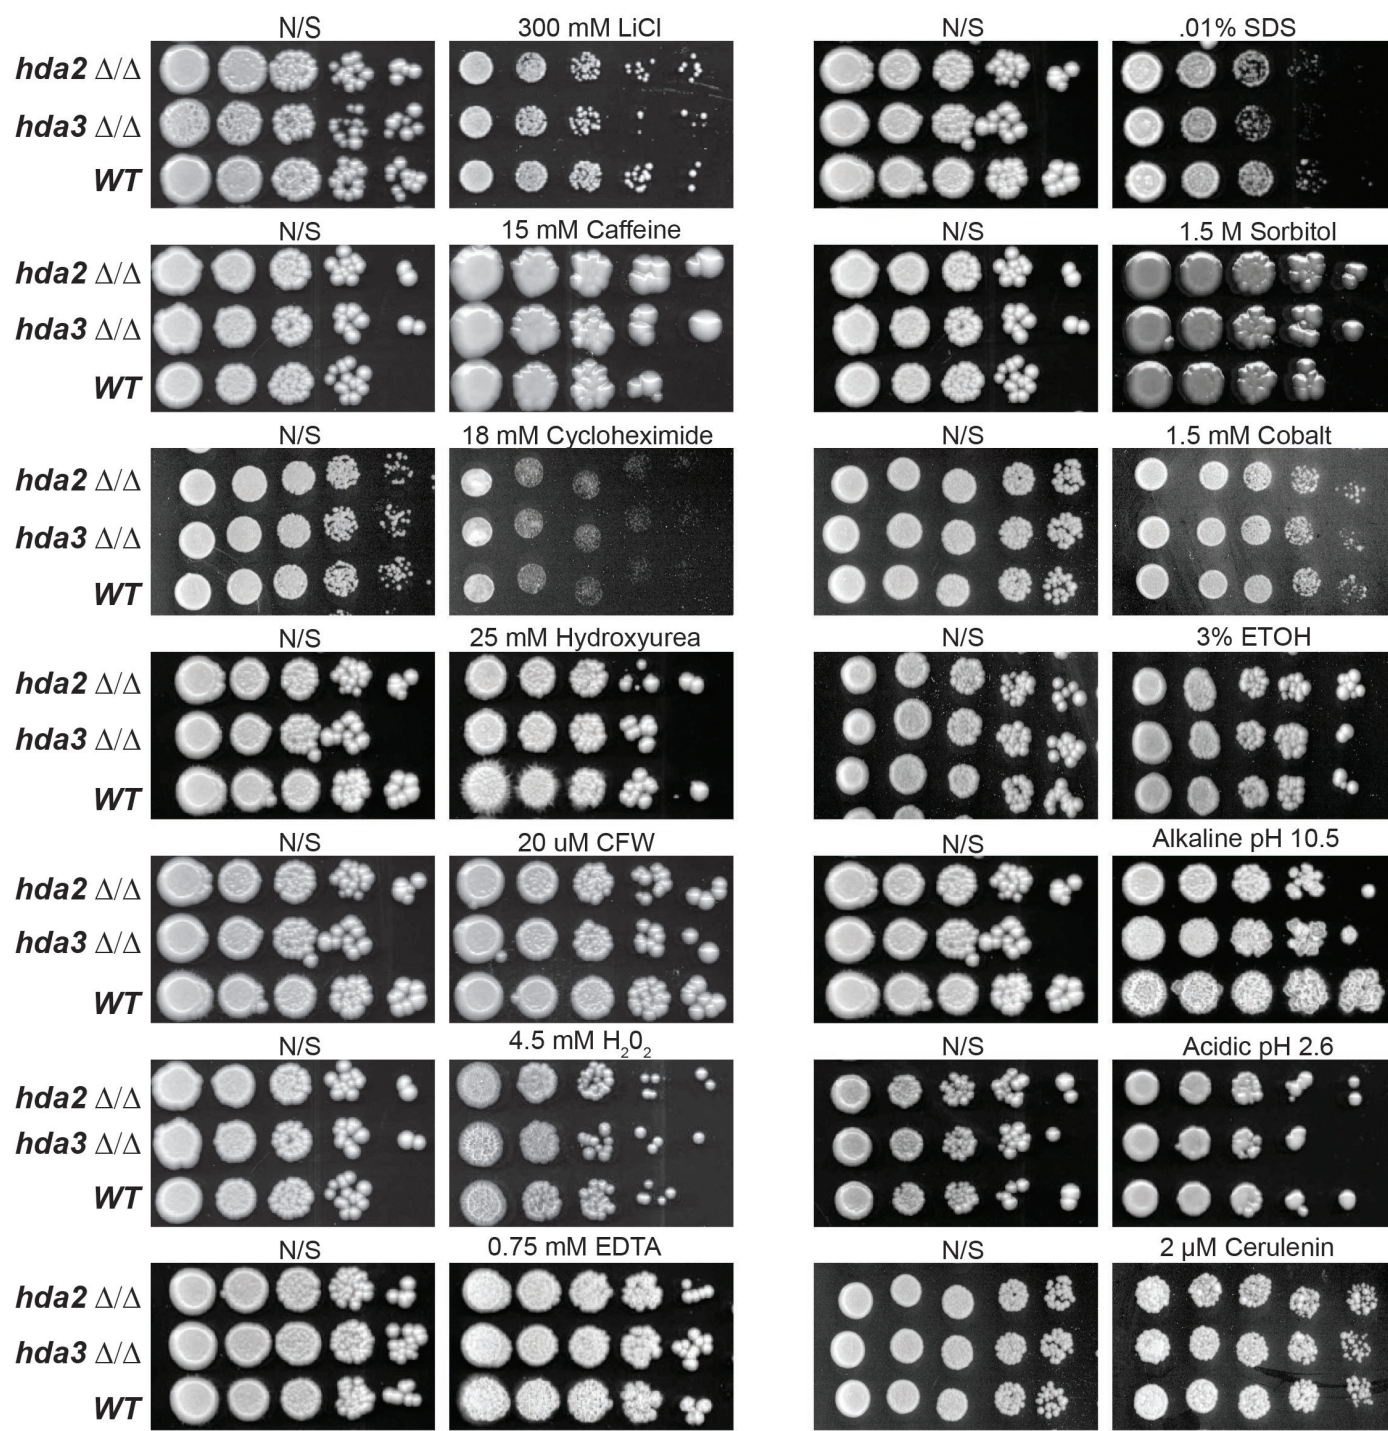 N/S 300 mM LiCl N/S .01% SDS
hda2 Δ/Δ
hda3 Δ/Δ
WT
N/S 15 mM Caffeine N/S 1.5 M Sorbitol
hda2 Δ/Δ
hda3 Δ/Δ
WT
N/S 18 mM Cycloheximide N/S 1.5 mM Cobalt
hda2 Δ/Δ
hda3 Δ/Δ
WT
N/S 25 mM Hydroxyurea N/S 3% ETOH
hda2 Δ/Δ
hda3 Δ/Δ
WT
N/S 20 uM CFW N/S Alkaline pH 10.5
hda2 Δ/Δ
hda3 Δ/Δ
WT
N/S 4.5 mM H₂0₂ N/S Acidic pH 2.6
hda2 Δ/Δ
hda3 Δ/Δ
WT
N/S 0.75 mM EDTA N/S 2 µM Cerulenin
hda2 Δ/Δ
hda3 Δ/Δ
WT